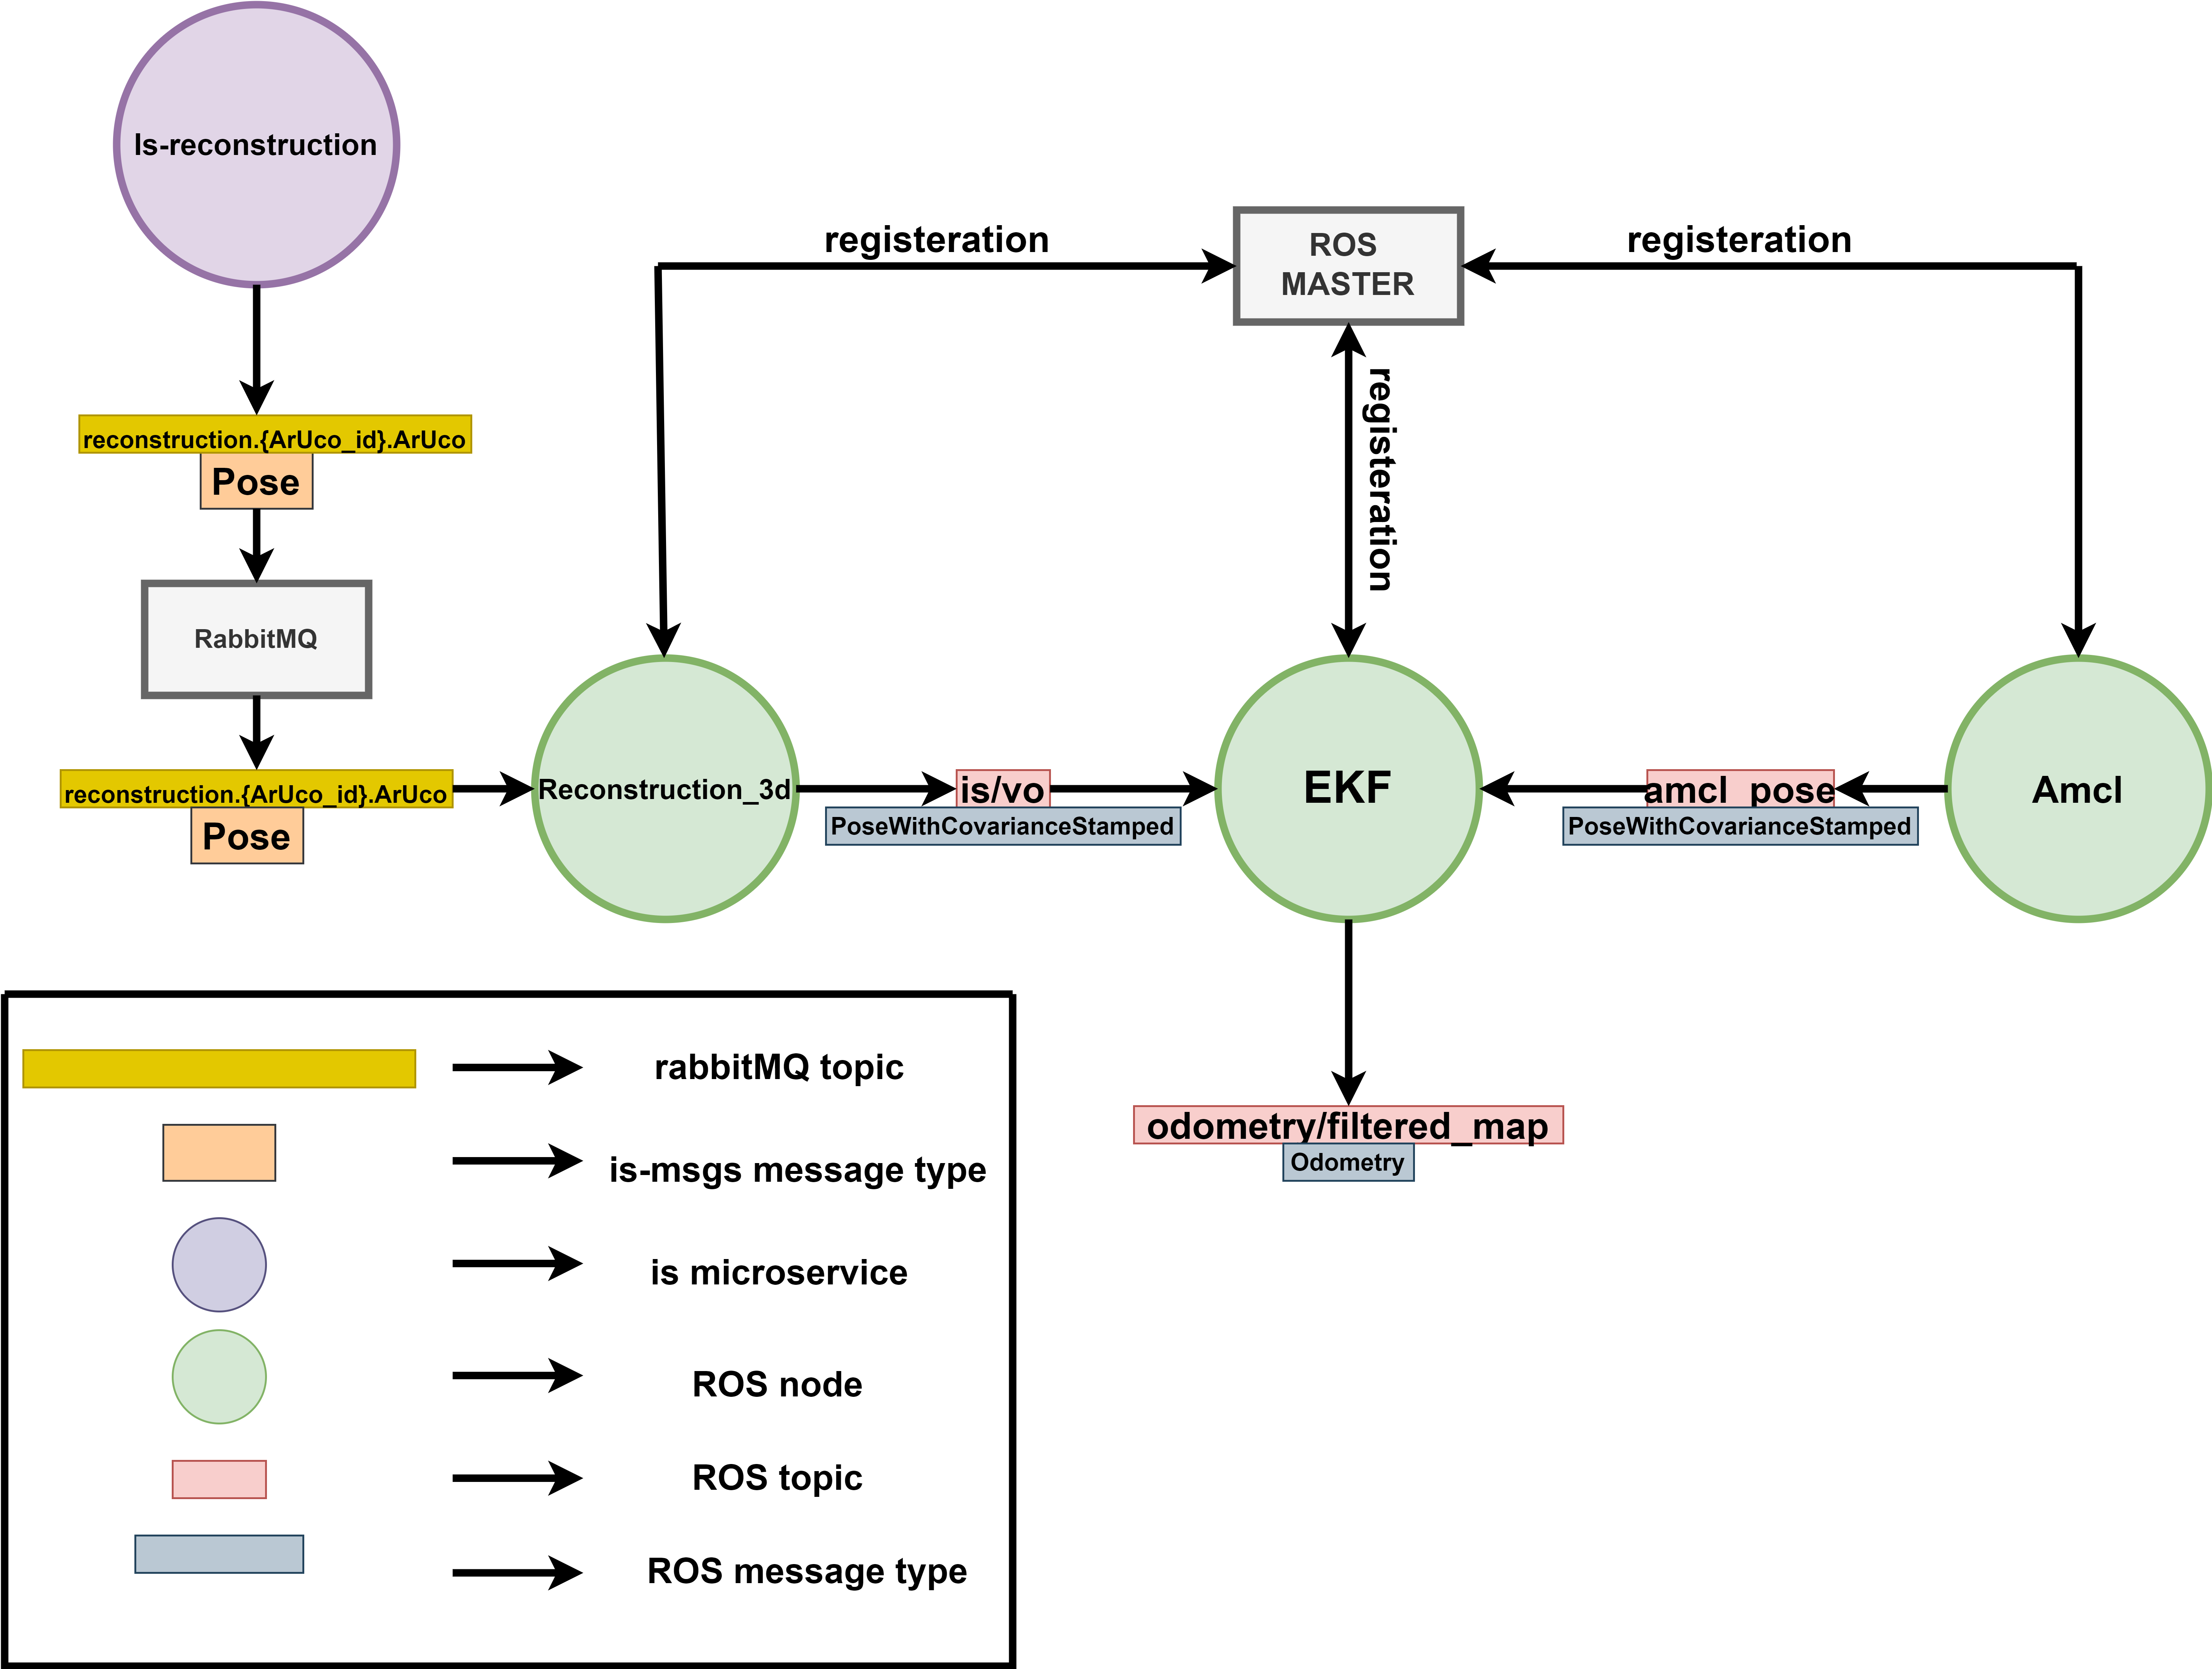 Is-reconstruction
registeration
ROS
MASTER
registeration
registeration
reconstruction.{ArUco_id}.ArUco
Pose
RabbitMQ
reconstruction.{ArUco_id}.ArUco
Pose
Reconstruction_3d
is/vo
PoseWithCovarianceStamped
EKF
amcl_pose
PoseWithCovarianceStamped
Amcl
odometry/filtered_map
Odometry
rabbitMQ topic
is-msgs message type
is microservice
ROS node
ROS topic
ROS message type